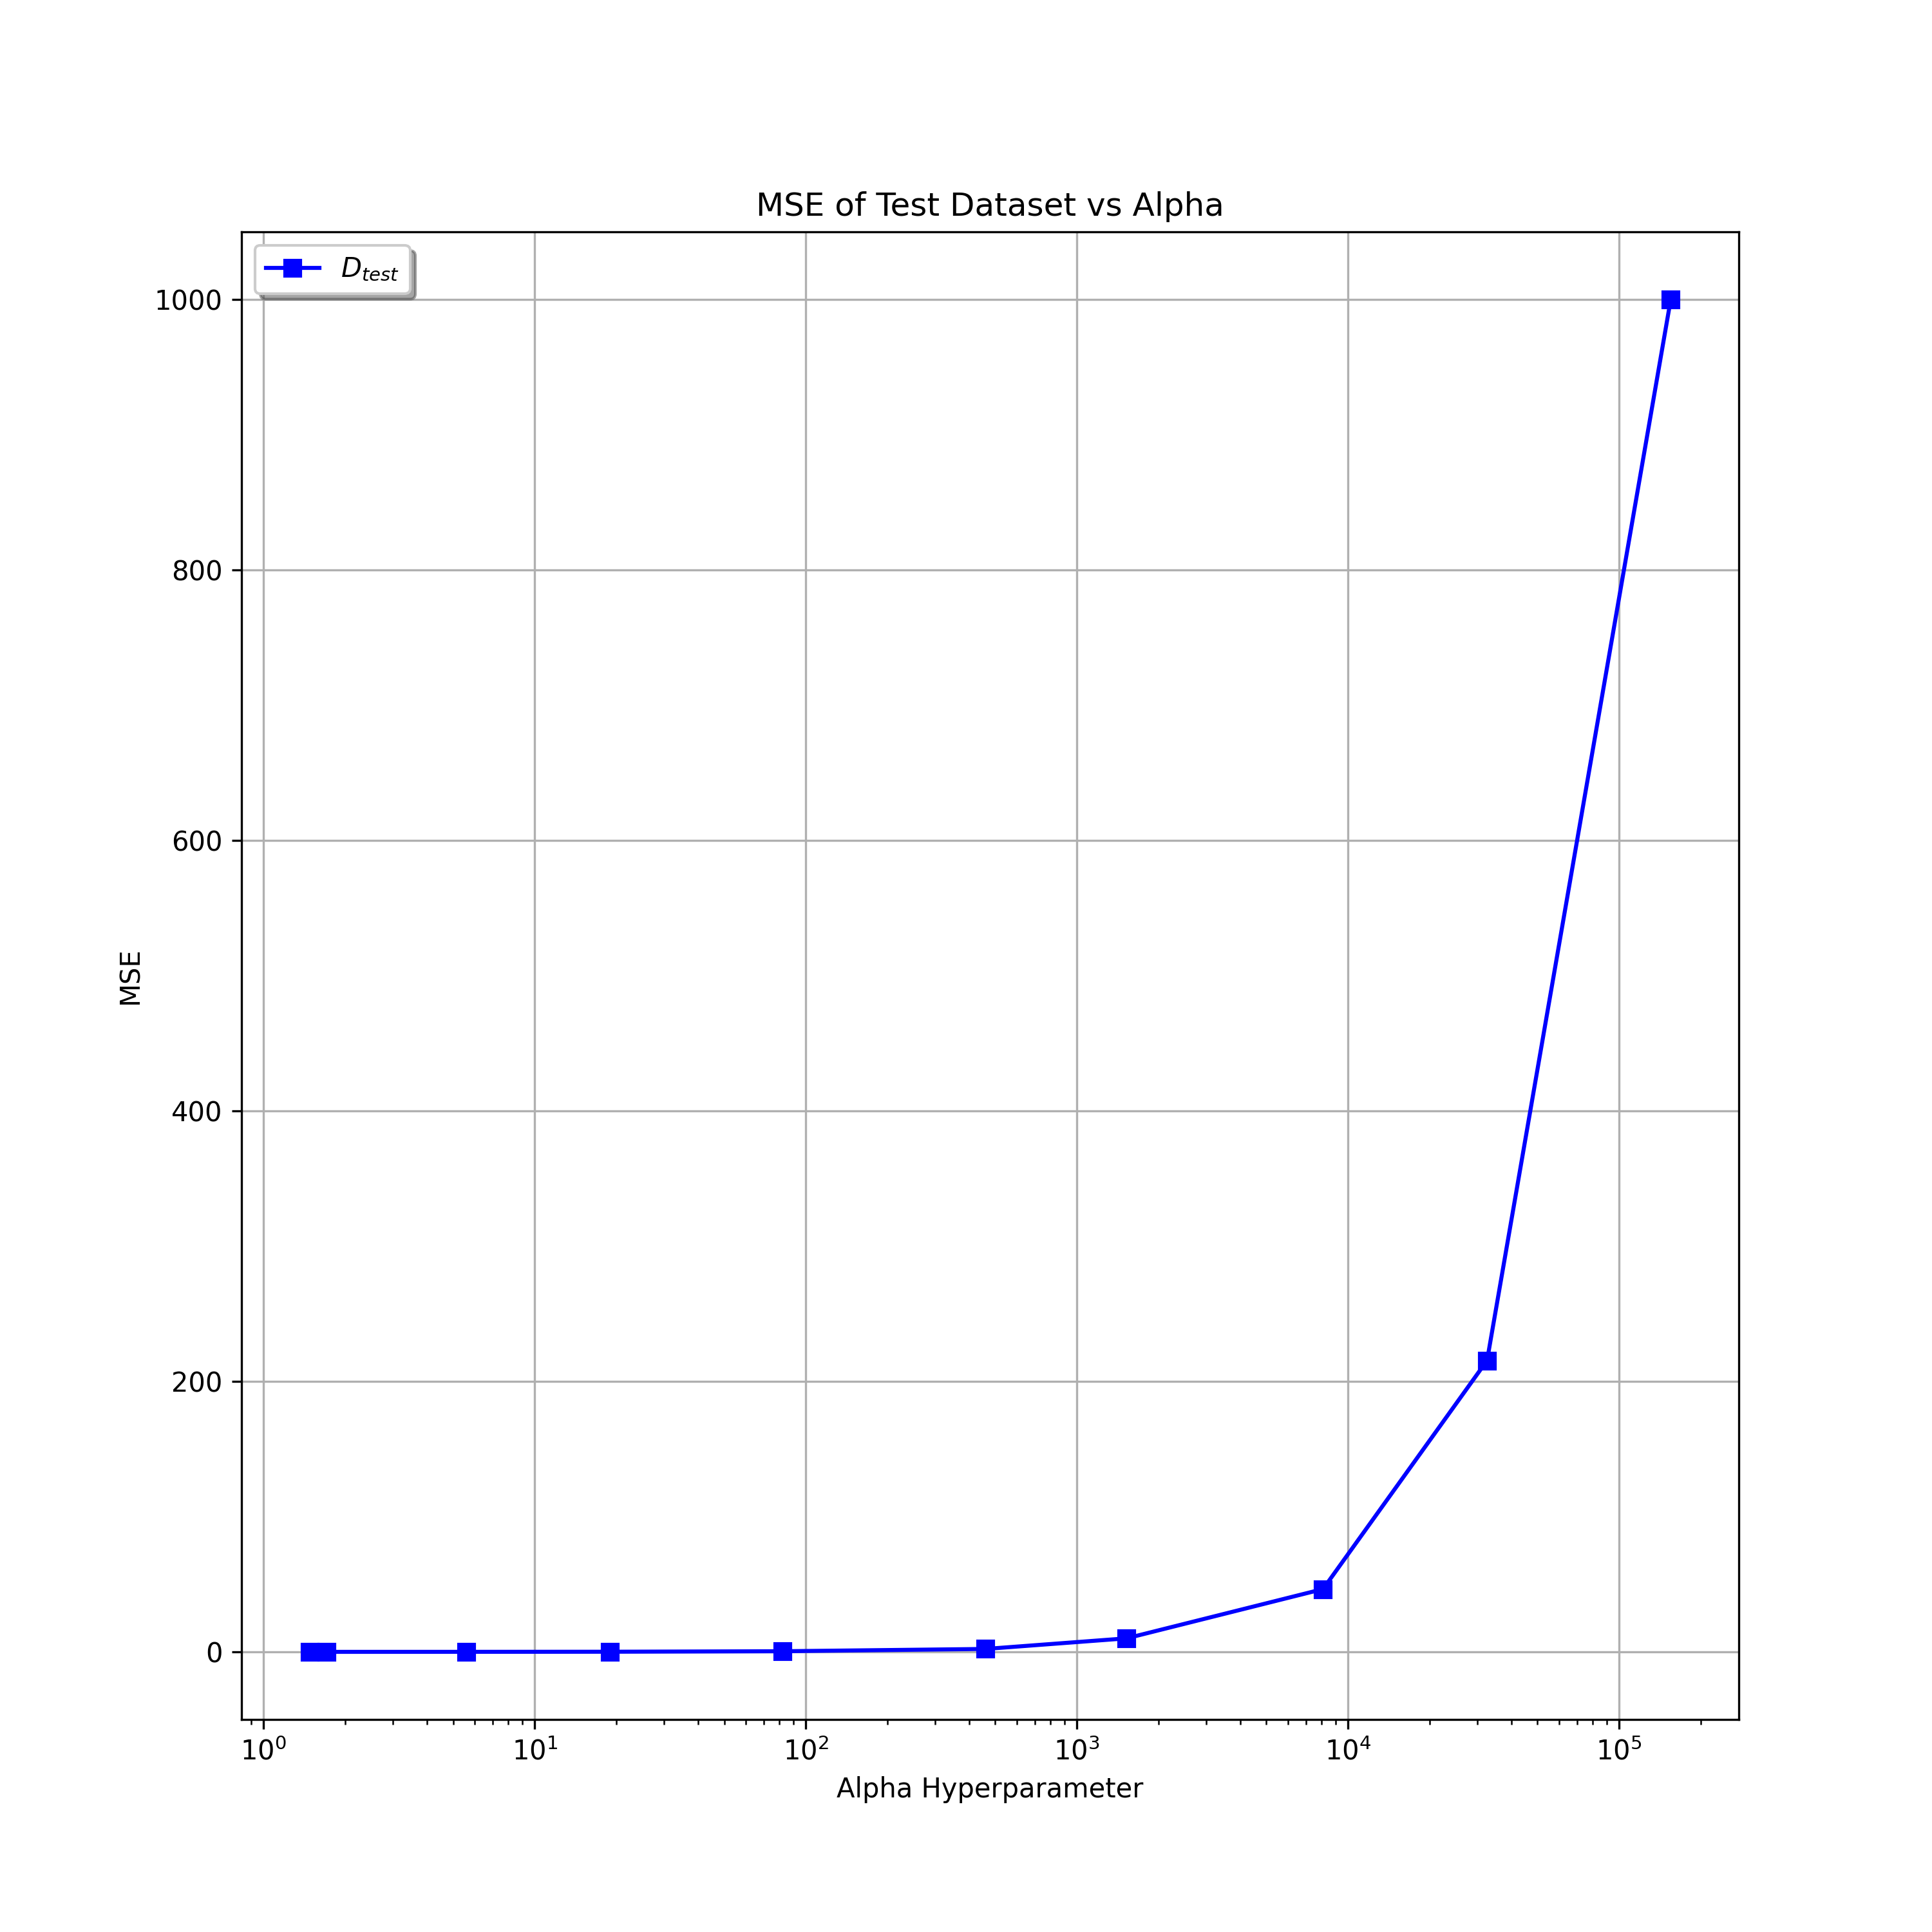 MSE of Test Dataset vs Alpha
D_test
1000
800
600
400
200
0
MSE
10^0 10^1 10^2 10^3 10^4 10^5
Alpha Hyperparameter